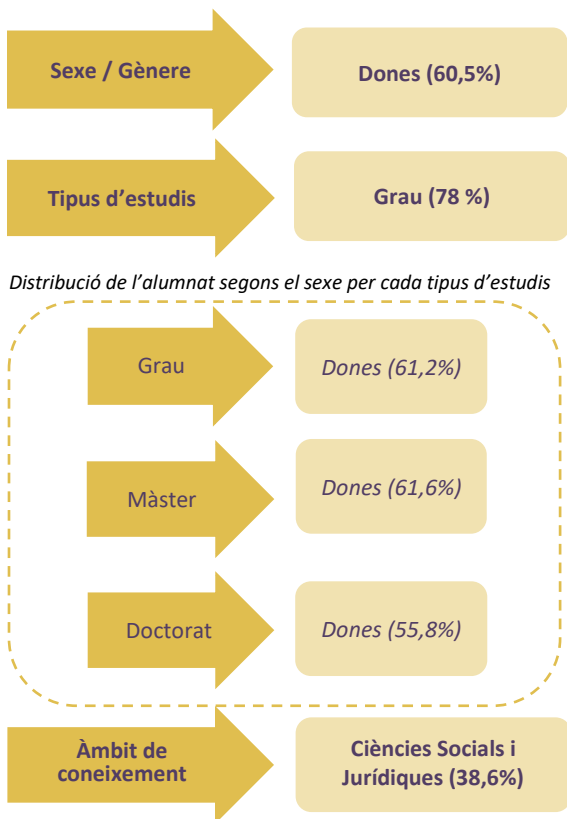 Sexe / Gènere
Dones (60,5%)
Tipus d’estudis
Grau (78 %)
Distribució de l’alumnat segons el sexe per cada tipus d’estudis
Grau
Dones (61,2%)
Màster
Dones (61,6%)
Doctorat
Dones (55,8%)
Àmbit de
coneixement
Ciències Socials i
Jurídiques (38,6%)